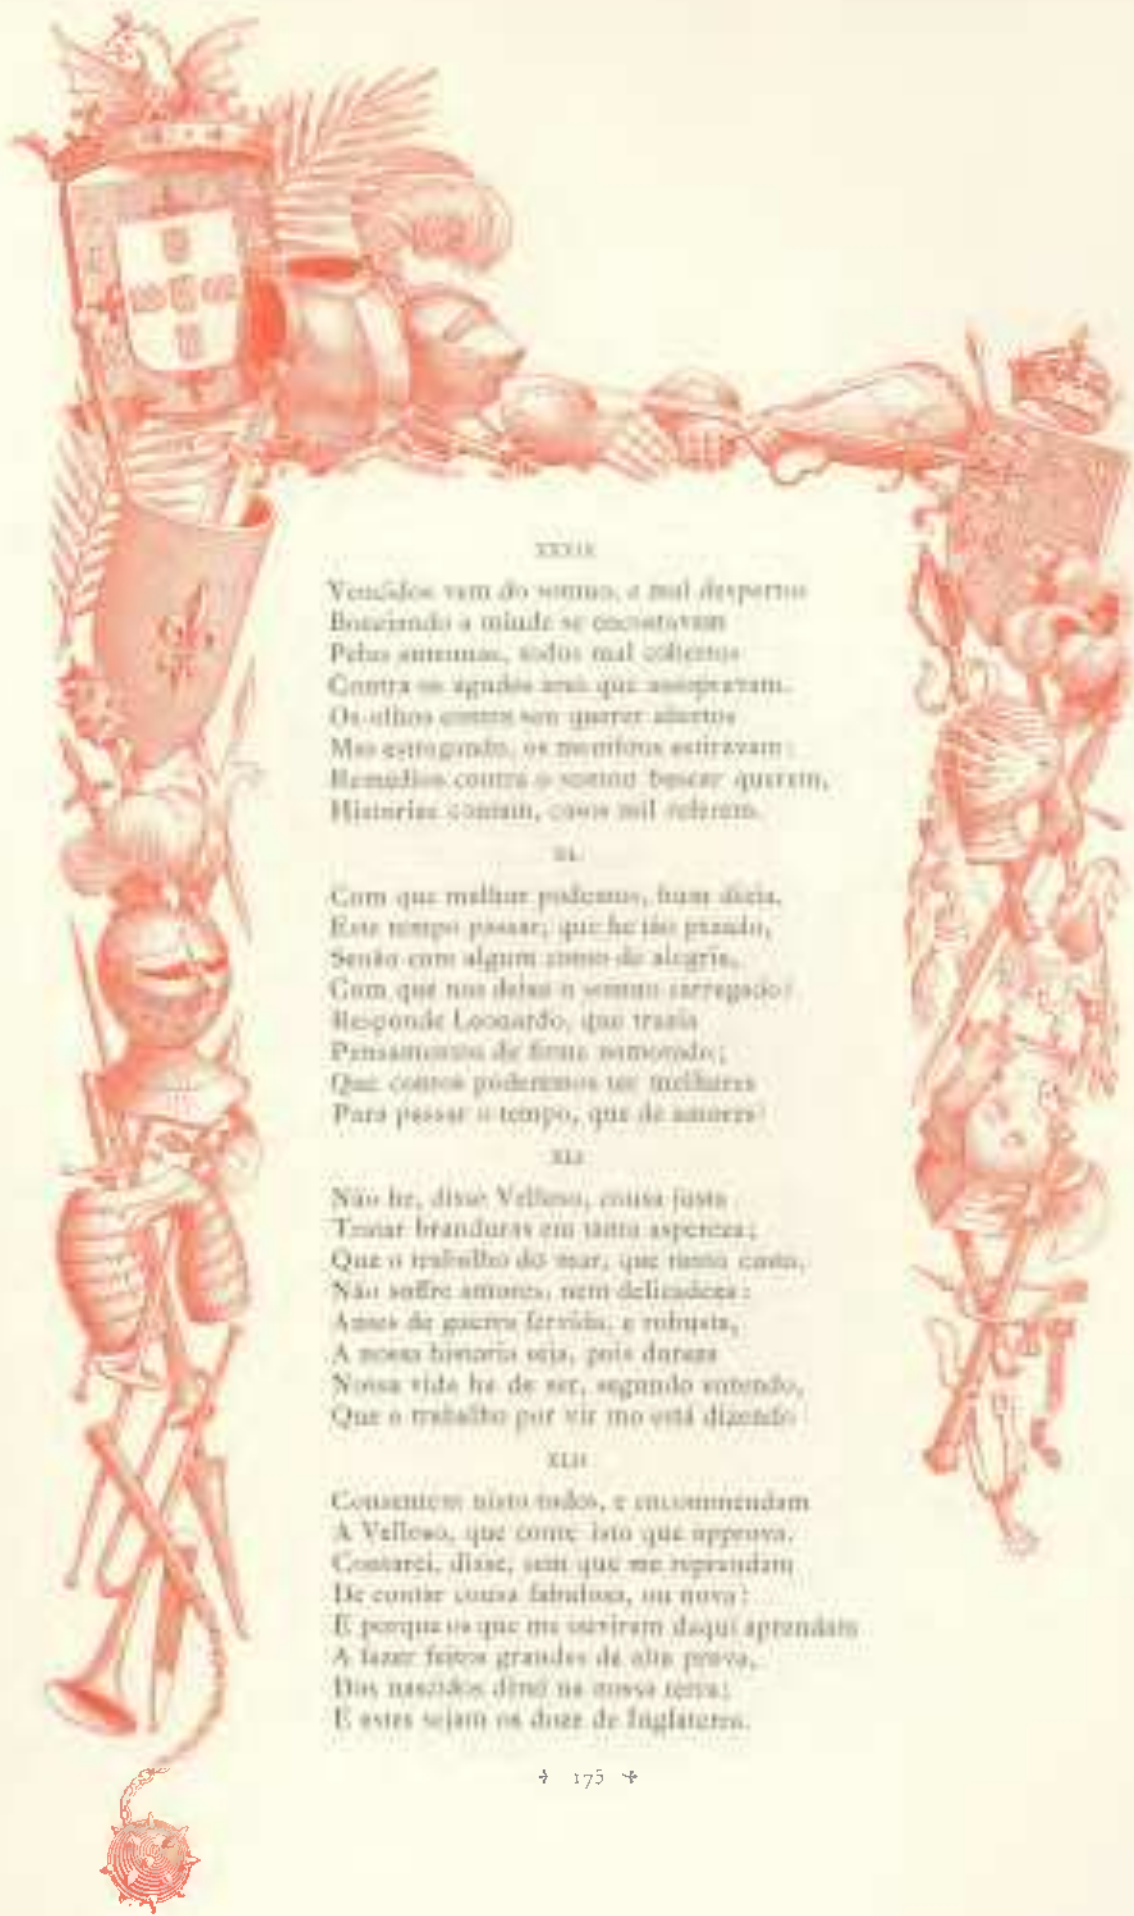 XXXIX
Vencidos vem do somno, e mal despertos
Bocejando a miude se encostavam
Pelas antennas, todos mal cobertos
Contra os agudos ares que assopravam.
Os olhos contra seu querer abertos
Mas esfregando, os membros estiravam:
Remedios contra o somno buscar querem,
Historias contam, casos mil referem.
XL
Com que melhor podemos, hum dizia,
Este tempo passar, que he tão pezado,
Senão com algum conto de alegria,
Com que nos deixe o somno carregado?
Responde Leonardo, que trazia
Pensamentos de firme namorado;
Que contos poderemos ter melhores
Para passar o tempo, que de amores?
XLI
Não he, disse Velloso, cousa justa
Tratar branduras em tanta aspereza;
Que o trabalho do mar, que tanto custa,
Não soffre amores, nem delicadeza:
Antes de guerra fervida, e robusta,
A nossa historia seja, pois dureza
Nossa vida ha de ser, segundo entendo,
Que o trabalho por vir mo está dizendo
XLII
Consentem nisto todos, e encommendam
A Velloso, que conte isto que approva.
Contarei, disse, sem que me reprendam
De contar cousa fabulosa, ou nova:
E porque os que me ouvirem daqui aprendam
A fazer feitos grandes de alta prova,
Dos nascidos direi na nossa terra;
E estes sejam os doze de Inglaterra.
175